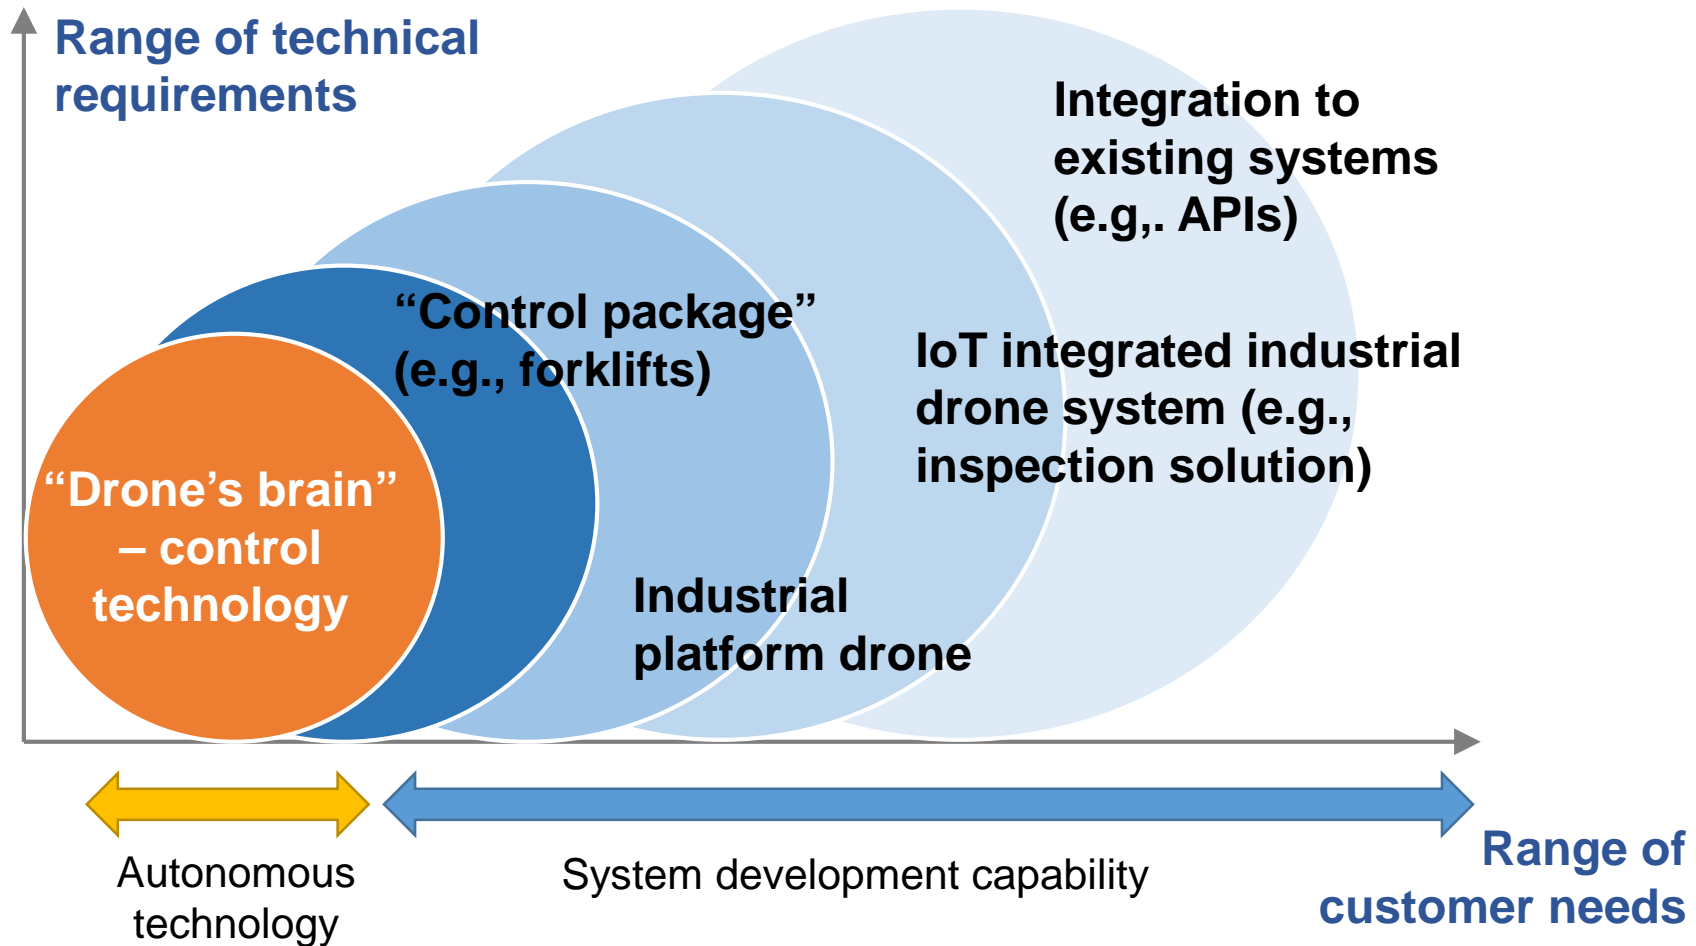 Range of technical
requirements
Integration to
existing systems
(e.g,. APIs)
“Control package”
(e.g., forklifts)
IoT integrated industrial
drone system (e.g.,
inspection solution)
“Drone’s brain”
– control
technology
Industrial
platform drone
Autonomous
technology
System development capability
Range of
customer needs